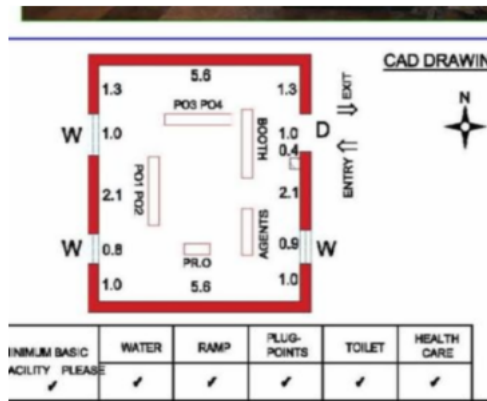 CAD DRAWIN
5.6
1.3
1.3
PO3 PO4
EXIT
N
W
1.0
BOOTH
1.0
D
0.4
ENTRY
PO1 PO2
2.1
2.1
AGENTS
W
0.8
0.9
W
PR.O
1.0
5.6
1.0
INIMUM BASIC
ACILITY PLEASE
✓
WATER
✓
RAMP
✓
PLUG-
POINTS
✓
TOILET
✓
HEALTH
CARE
✓